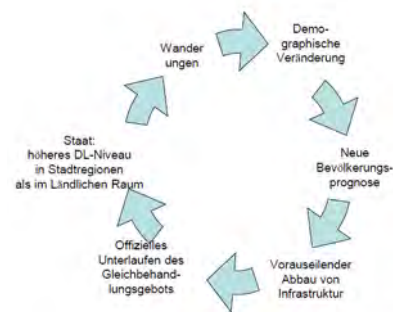 Wander
ungen
Demo-
graphische
Veränderung
Neue
Bevölkerungs-
prognose
Vorauseilender
Abbau von
Infrastruktur
Offizielles
Unterlaufen des
Gleichbehand-
lungsgebots
Staat:
höheres DL-Niveau
in Stadtregionen
als im Ländlichen Raum